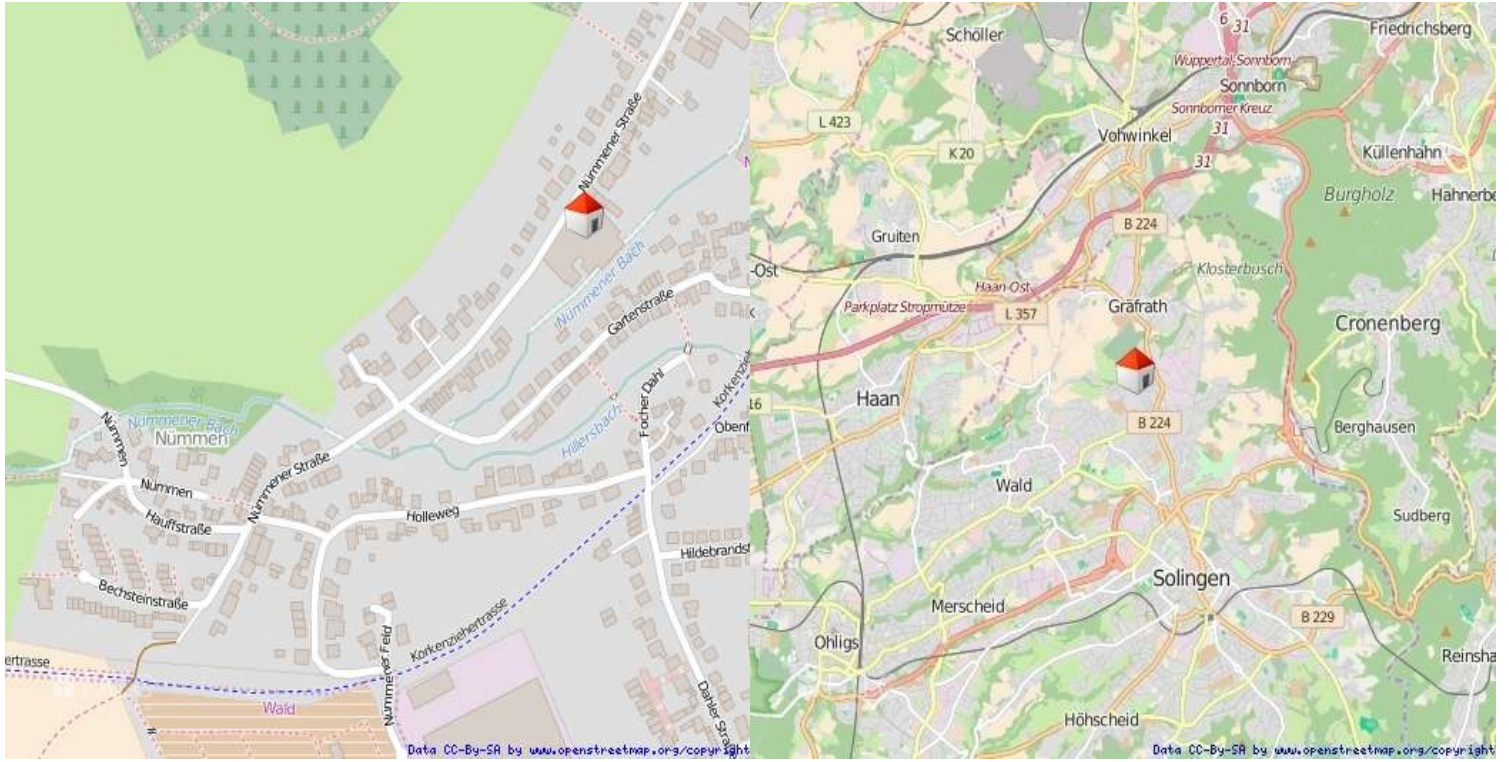 Nümmener Straße
Nümmener Bach
Gartenstraße
Focher Dahl
Hillersbach
Nümmen
Nümmener Bach
Nümmen
Nümmener Straße
Nümmen
Hauffstraße
Holleweg
Bechsteinstraße
Hildebrandst
Obenf
Korkenzieh
Korkenziehertrasse
ertrasse
Nümmener Feld
Wald
Dahler Straß
Data CC-By-SA by www.openstreetmap.org/copyright
Schöller
6
31
Friedrichsberg
Wuppertal-Sonnborn
Sonnborn
Sonnborner Kreuz
L 423
31
Vohwinkel
K 20
31
Küllenhahn
Burgholz
Hahnerbe
B 224
Gruiten
-Ost
Klosterbusch
Haan-Ost
Parkplatz Stropmütze
L 357
Gräfrath
Cronenberg
K
Haan
16
B 224
Berghausen
Wald
Sudberg
Solingen
Merscheid
B 229
Ohligs
Reinsha
Höhscheid
Data CC-By-SA by www.openstreetmap.org/copyright